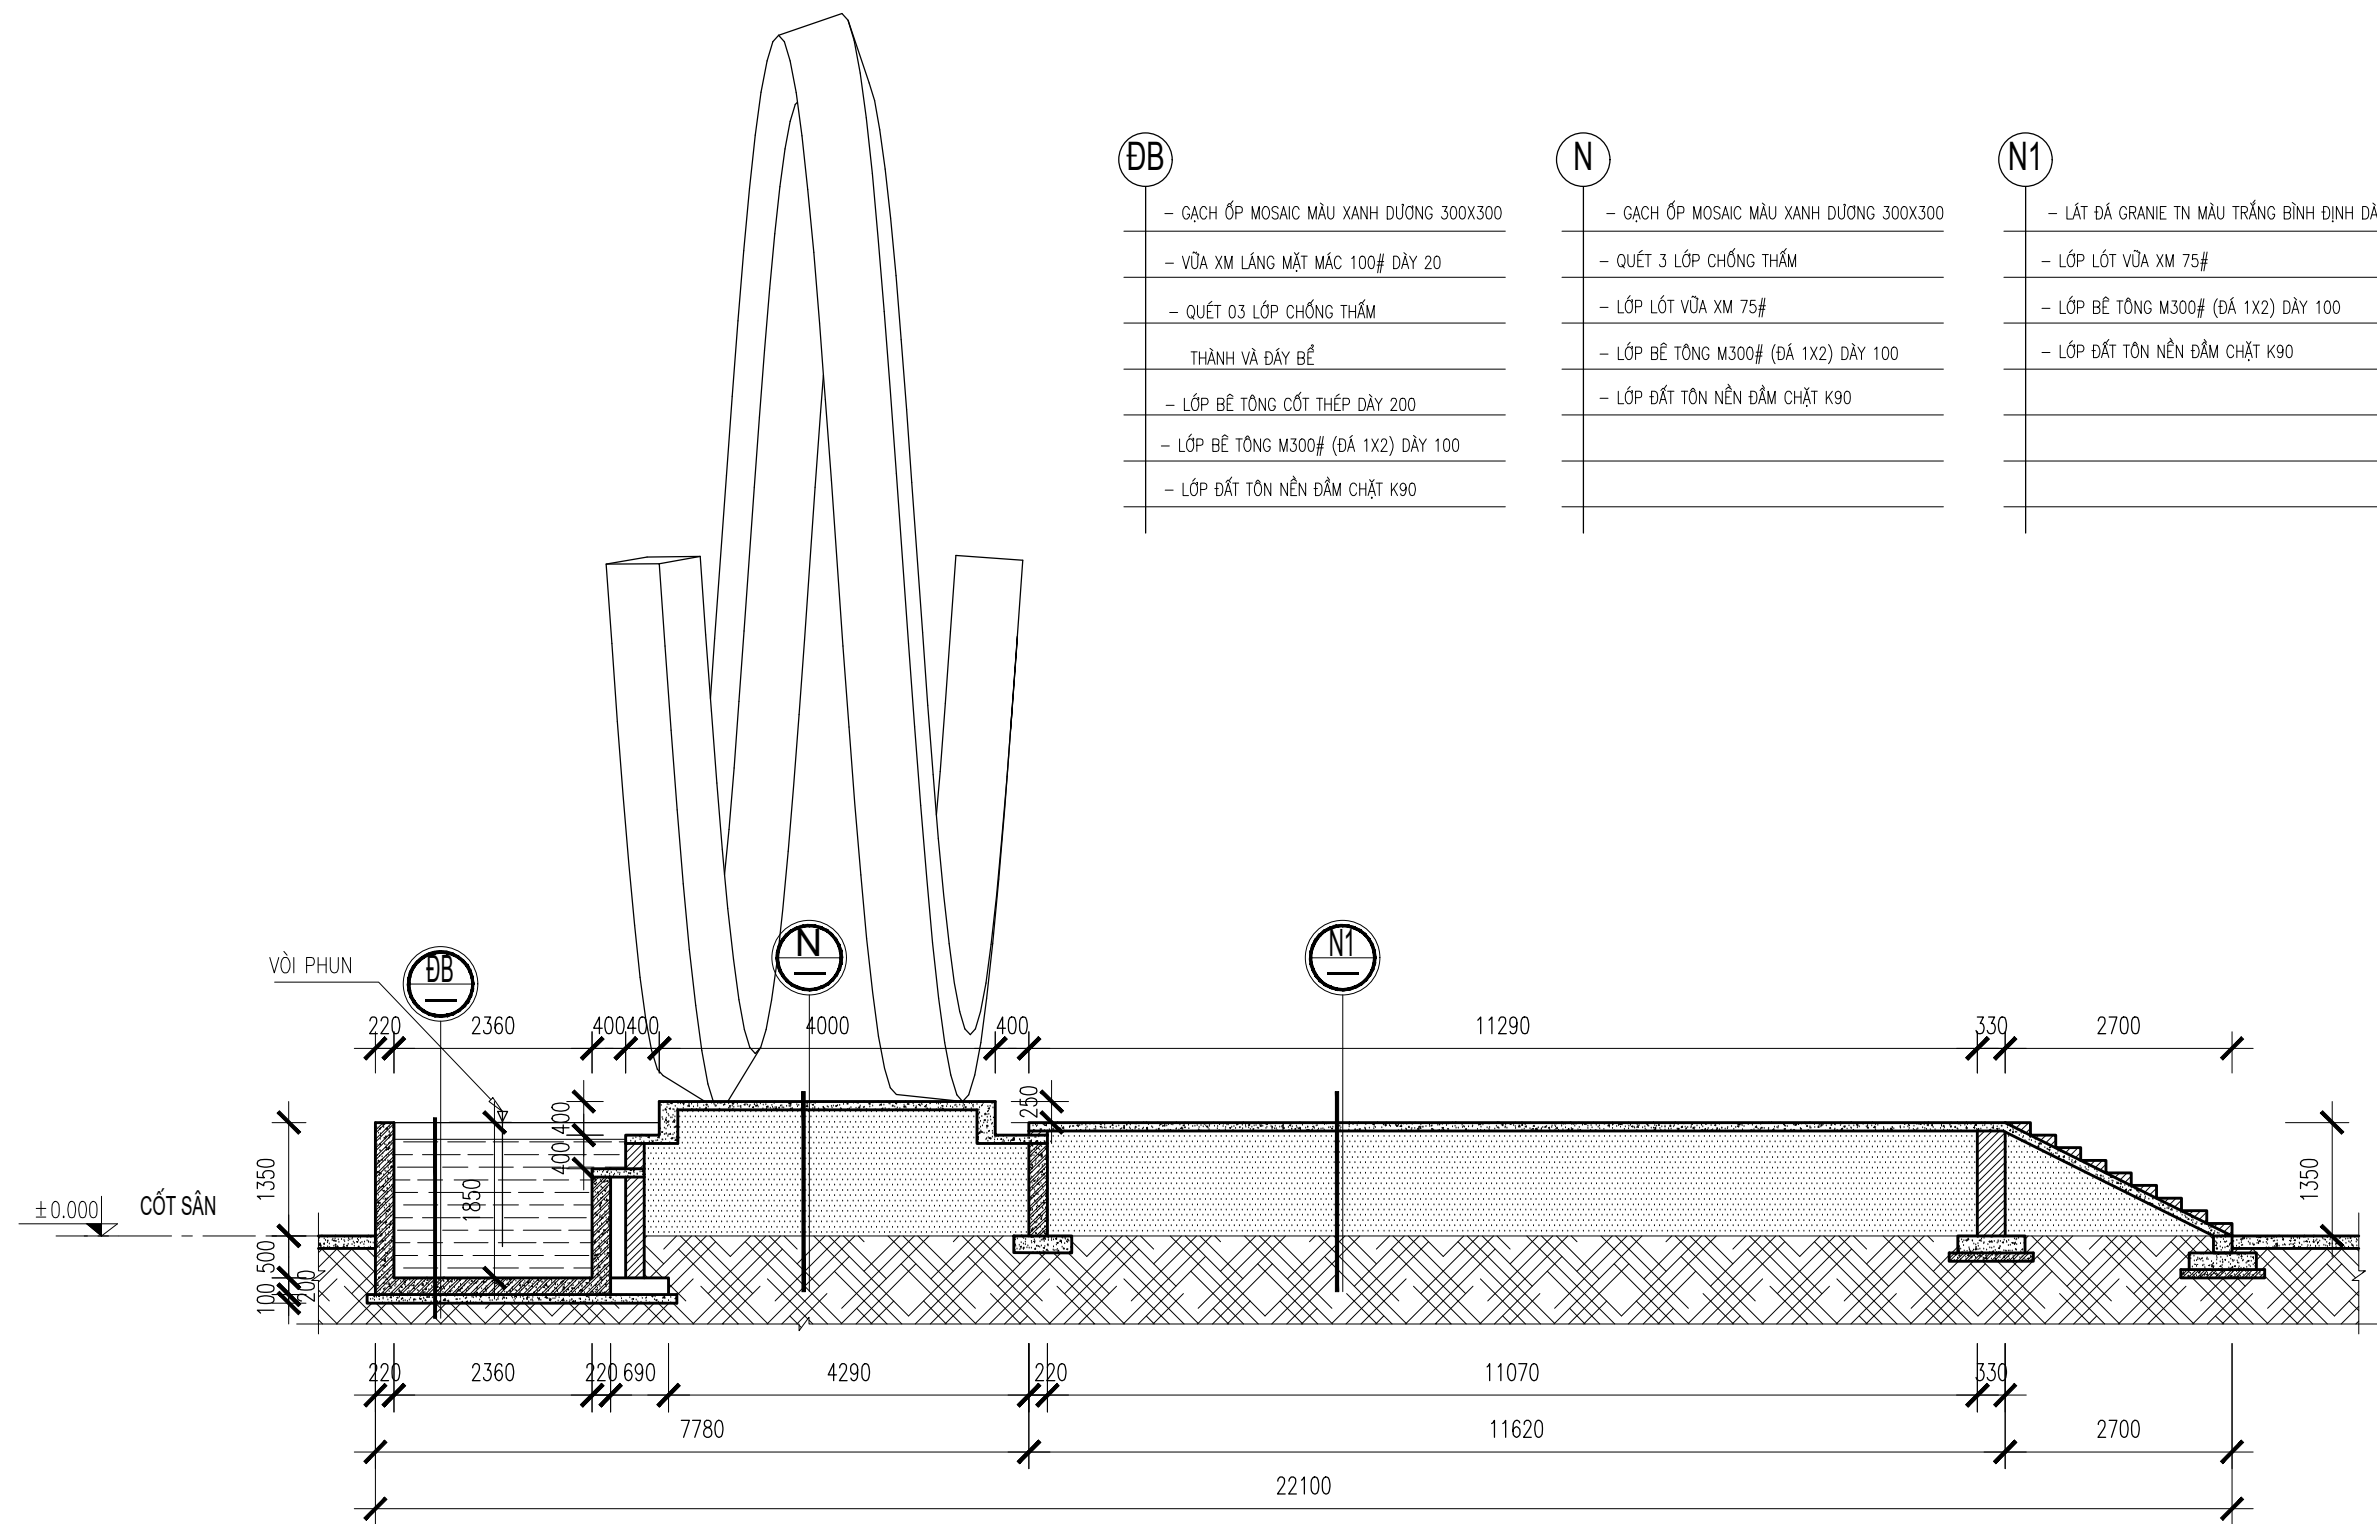 ĐB
N
N1
- GẠCH ỐP MOSAIC MÀU XANH DƯƠNG 300X300
- VỮA XM LÁNG MẶT MÁC 100# DÀY 20
- QUÉT 03 LỚP CHỐNG THẤM
THÀNH VÀ ĐÁY BỂ
- LỚP BÊ TÔNG CỐT THÉP DÀY 200
- LỚP BÊ TÔNG M300# (ĐÁ 1X2) DÀY 100
- LỚP ĐẤT TÔN NỀN ĐẦM CHẶT K90
- GẠCH ỐP MOSAIC MÀU XANH DƯƠNG 300X300
- QUÉT 3 LỚP CHỐNG THẤM
- LỚP LÓT VỮA XM 75#
- LỚP BÊ TÔNG M300# (ĐÁ 1X2) DÀY 100
- LỚP ĐẤT TÔN NỀN ĐẦM CHẶT K90
- LÁT ĐÁ GRANIE TN MÀU TRẮNG BÌNH ĐỊNH
- LỚP LÓT VỮA XM 75#
- LỚP BÊ TÔNG M300# (ĐÁ 1X2) DÀY 100
- LỚP ĐẤT TÔN NỀN ĐẦM CHẶT K90
VÒI PHUN
ĐB
N
N1
220 2360 400 400 4000 400 11290 330 2700
400
400
250
1350
1850
1350
±0.000
CỐT SÂN
500
200
100
220 2360 220 690 4290 220 11070 330
7780 11620 2700
22100